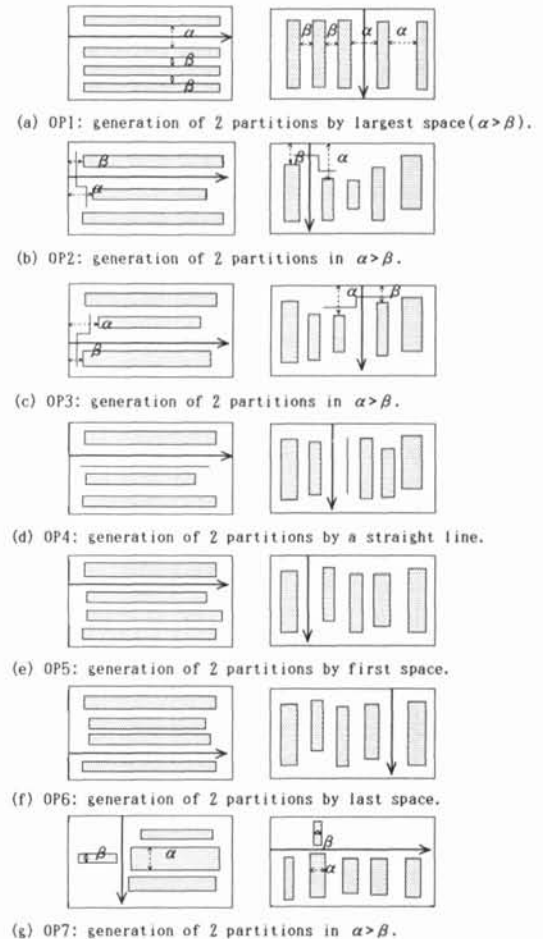 α
β
β
β β α α
(a) OP1: generation of 2 partitions by largest space(α>β).
β
α
β α
(b) OP2: generation of 2 partitions in α>β.
α
β
α β
(c) OP3: generation of 2 partitions in α>β.
(d) OP4: generation of 2 partitions by a straight line.
(e) OP5: generation of 2 partitions by first space.
(f) OP6: generation of 2 partitions by last space.
β α
β
α
(g) OP7: generation of 2 partitions in α>β.